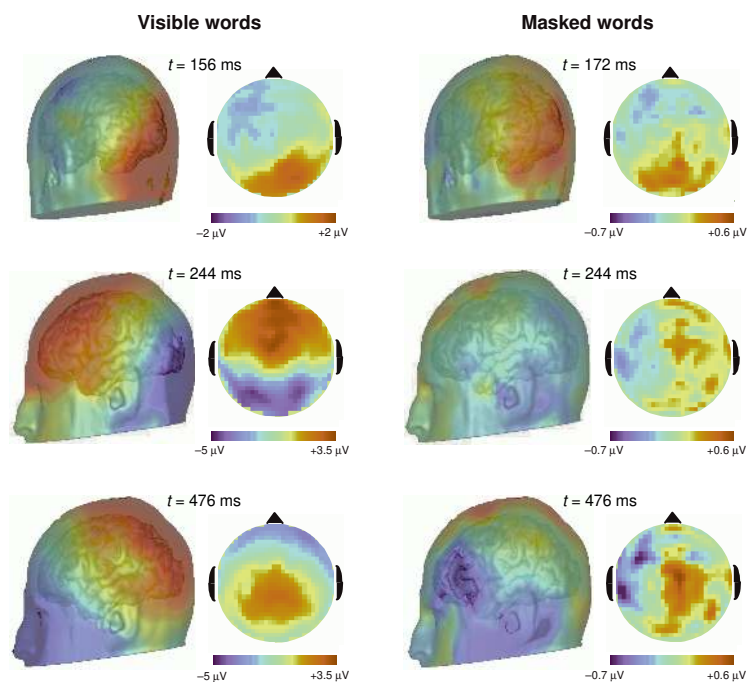 Visible words
Masked words
t = 156 ms
t = 172 ms
–2 µV
+2 µV
–0.7 µV
+0.6 µV
t = 244 ms
t = 244 ms
–5 µV
+3.5 µV
–0.7 µV
+0.6 µV
t = 476 ms
t = 476 ms
–5 µV
+3.5 µV
–0.7 µV
+0.6 µV